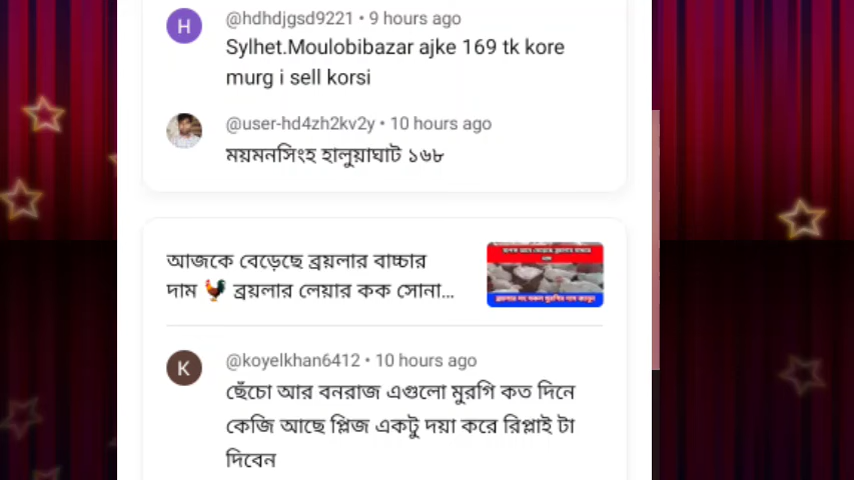 H
@hdhdjgsd9221 • 9 hours ago
Sylhet.Moulobibazar ajke 169 tk kore
murg i sell korsi
@user-hd4zh2kv2y • 10 hours ago
ময়মনসিংহ হালুয়াঘাট ১৬৮
আজকে বেড়েছে ব্রয়লার বাচ্চার
দাম 🐓 ব্রয়লার লেয়ার কক সোনা...
K
@koyelkhan6412 • 10 hours ago
ছেঁচো আর বনরাজ এগুলো মুরগি কত দিনে
কেজি আছে প্লিজ একটু দয়া করে রিপ্লাই টা
দিবেন